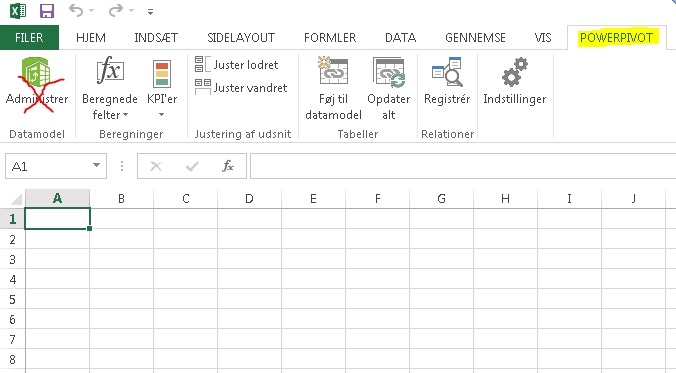 FILER HJEM INDSÆT SIDELAYOUT FORMLER DATA GENNEMSE VIS POWERPIVOT
Administrer
Datamodel
Beregnede felter
KPI'er
Beregninger
Juster lodret
Juster vandret
Justering af udsnit
Føj til datamodel
Opdater alt
Tabeller
Registrér
Relationer
Indstillinger
A1
fx
A B C D E F G H I J
1
2
3
4
5
6
7
8